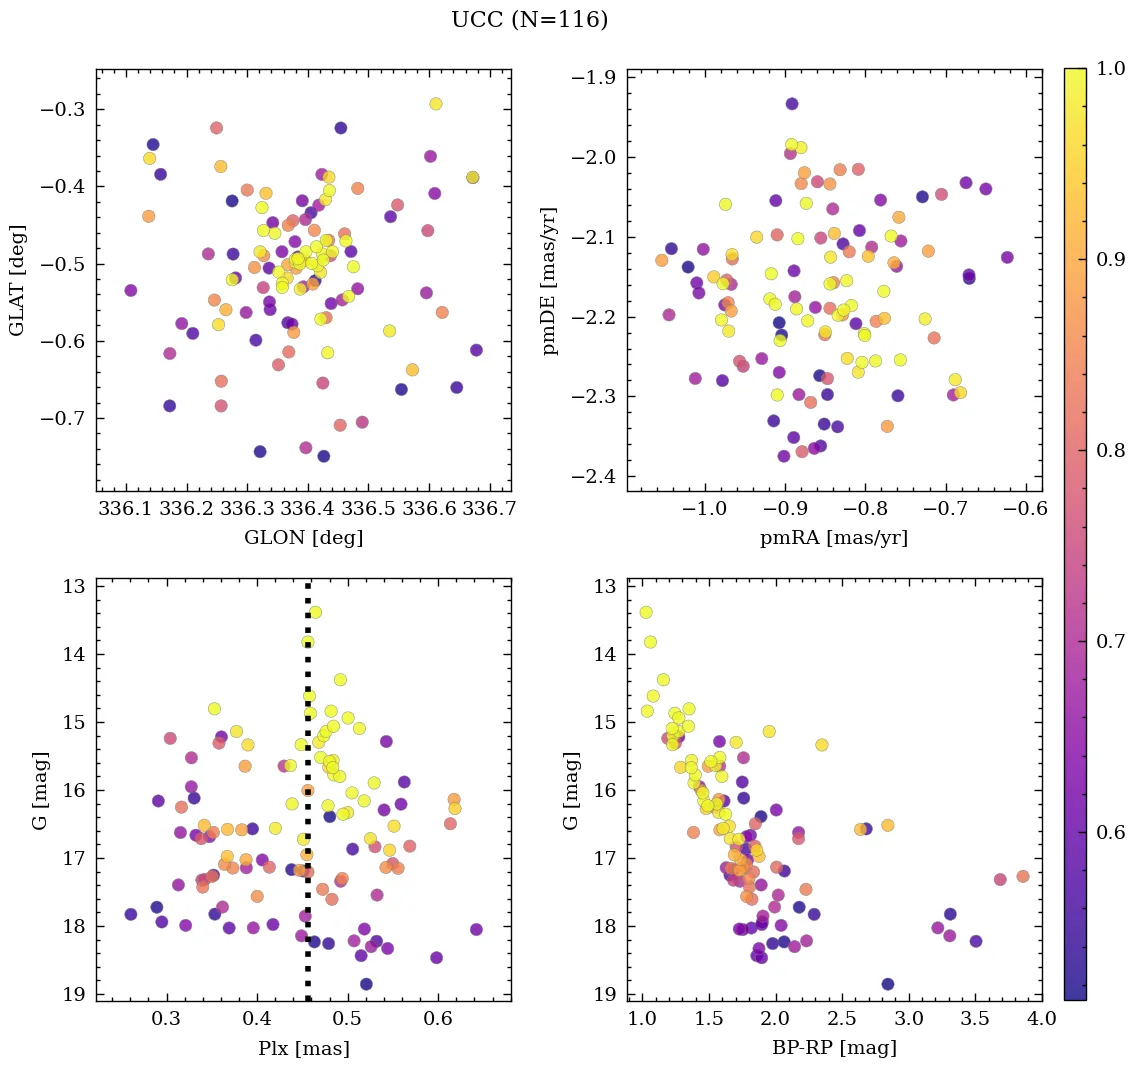 UCC (N=116)
−0.3
−0.4
−0.5
−0.6
−0.7
GLAT [deg]
336.1 336.2 336.3 336.4 336.5 336.6 336.7
GLON [deg]
−1.9
−2.0
−2.1
−2.2
−2.3
−2.4
pmDE [mas/yr]
−1.0 −0.9 −0.8 −0.7 −0.6
pmRA [mas/yr]
13
14
15
16
17
18
19
G [mag]
0.3 0.4 0.5 0.6
Plx [mas]
13
14
15
16
17
18
19
G [mag]
1.0 1.5 2.0 2.5 3.0 3.5 4.0
BP-RP [mag]
1.0
0.9
0.8
0.7
0.6